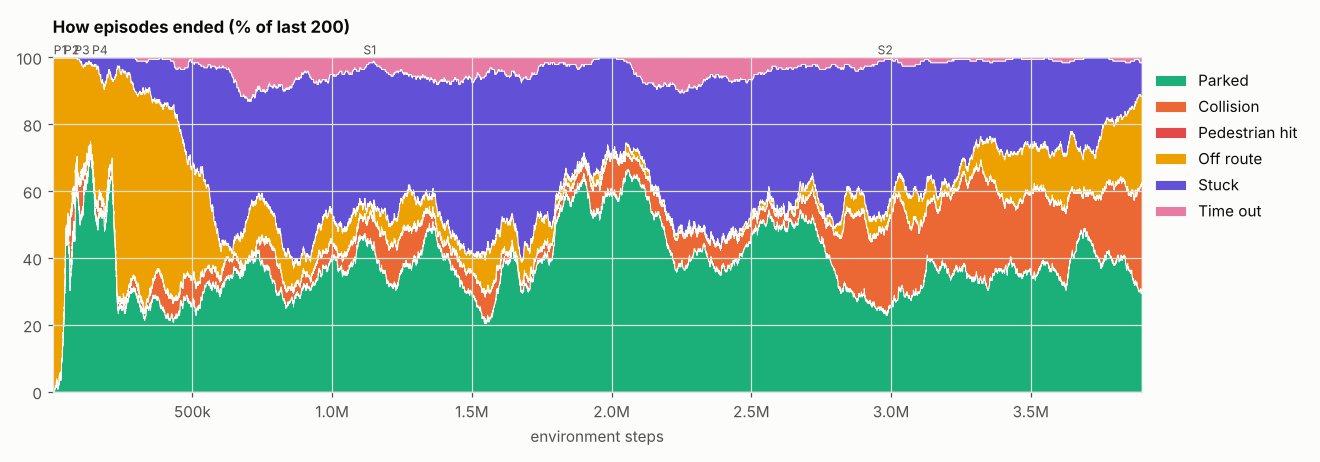 How episodes ended (% of last 200)
P1 P2 P3 P4 S1 S2
100
80
60
40
20
0
500k 1.0M 1.5M 2.0M 2.5M 3.0M 3.5M
environment steps
Parked
Collision
Pedestrian hit
Off route
Stuck
Time out